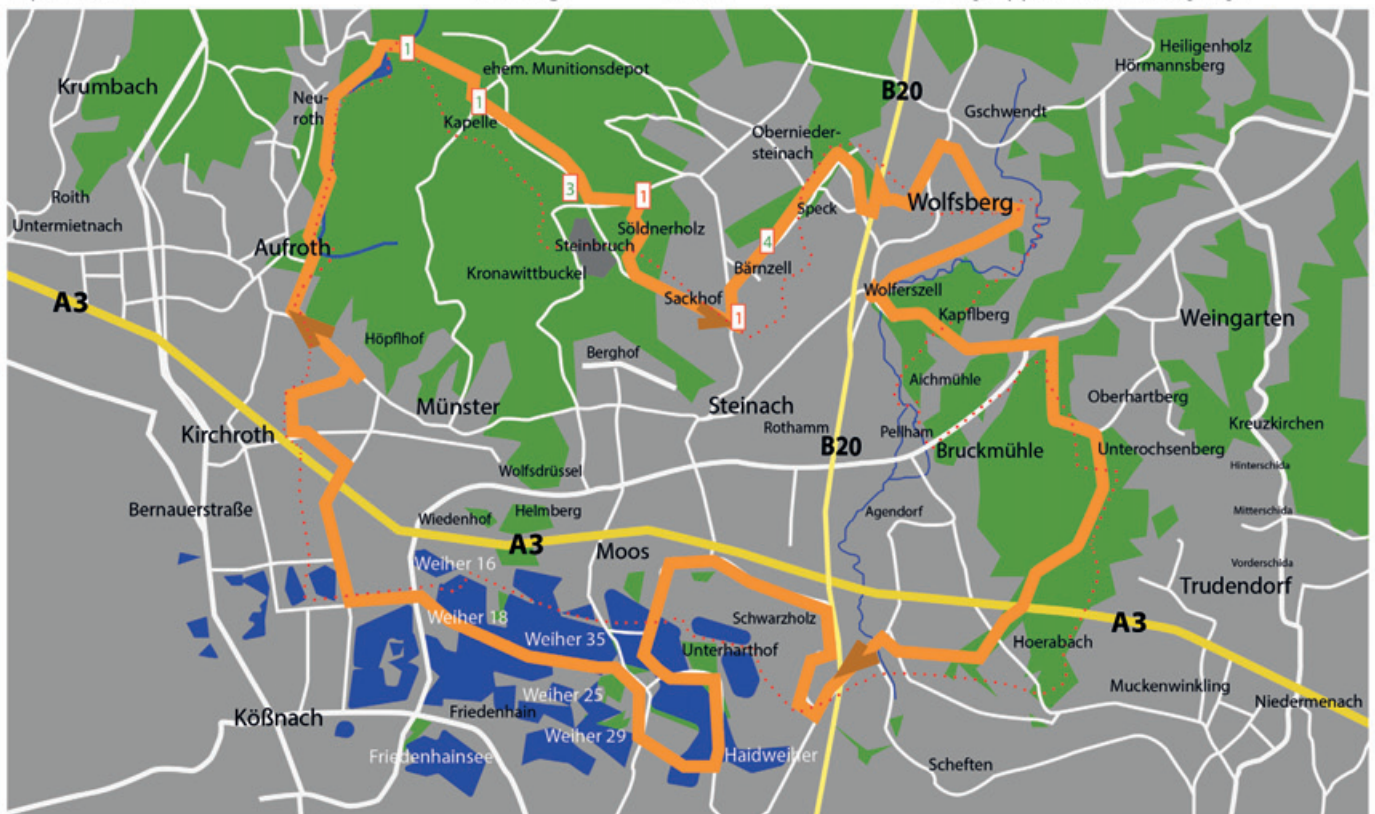 Heiligenholz
Hörmannsberg
ehem. Munitionsdepot
Krumbach
B20
Neu-
roth
Gschwendt
Kapelle
Obernieder-
steinach
1
1
3
1
4
1
Roith
Untermietnach
Speck
Wolfsberg
Söldnerholz
Steinbruch
Aufroth
Kronawittbuckel
Bärnzell
Sackhof
Wolferszell
A3
Kapflberg
Weingarten
Höpflhof
Berghof
Aichmühle
Münster
Steinach
Oberhartberg
Rothamm
Kirchroth
Pellham
B20
Bruckmühle
Kreuzkirchen
Unterochsenberg
Wolfsdrüssel
Hinterschida
Bernauerstraße
Wiedenhof
Helmberg
Agendorf
Mitterschida
A3
Moos
Weiher 16
Vorderschida
Trudendorf
Weiher 18
Schwarzholz
A3
Weiher 35
Unterharthof
Hoerabach
Muckenwinkling
Weiher 25
Niedermenach
Kößnach
Friedenhain
Weiher 29
Friedenhainsee
Haidweiher
Scheften